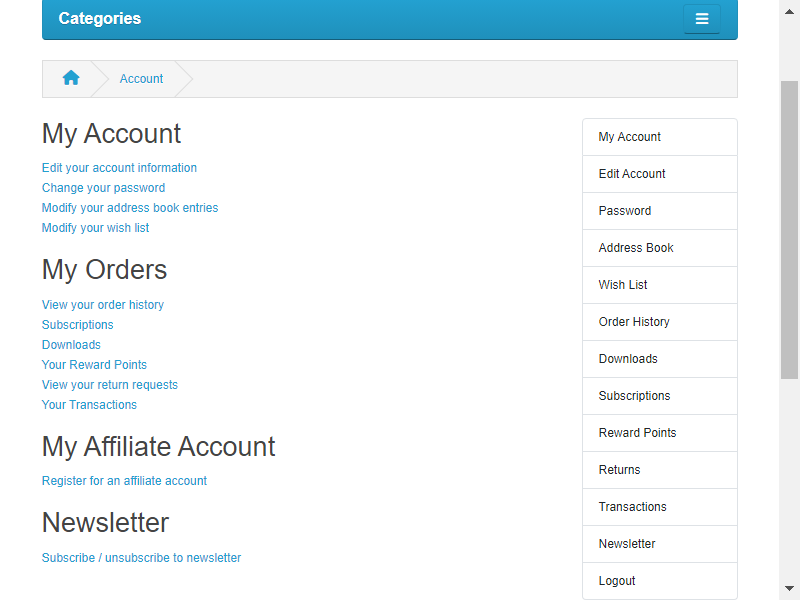 Categories
Account
My Account
Edit your account information
Change your password
Modify your address book entries
Modify your wish list
My Orders
View your order history
Subscriptions
Downloads
Your Reward Points
View your return requests
Your Transactions
My Affiliate Account
Register for an affiliate account
Newsletter
Subscribe / unsubscribe to newsletter
My Account
Edit Account
Password
Address Book
Wish List
Order History
Downloads
Subscriptions
Reward Points
Returns
Transactions
Newsletter
Logout